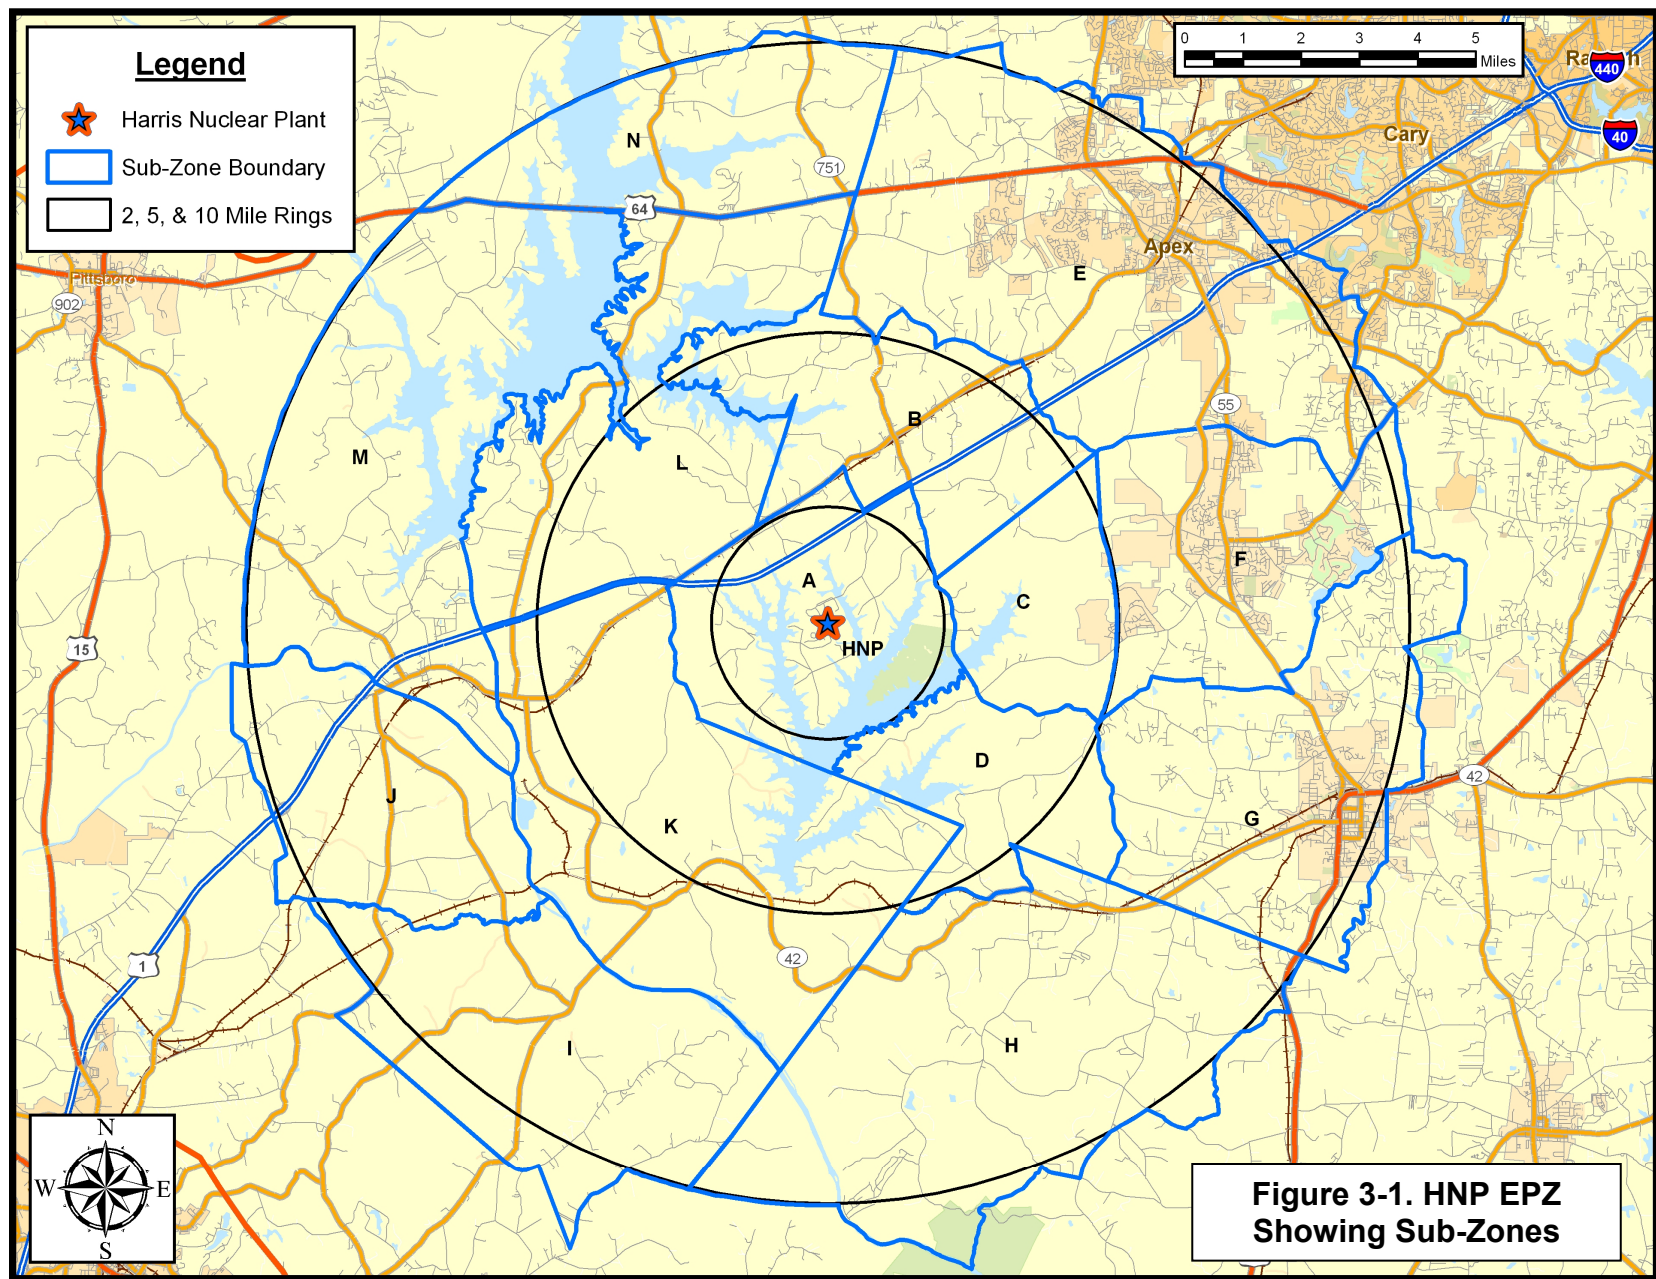 Legend
Harris Nuclear Plant
Sub-Zone Boundary
2, 5, & 10 Mile Rings
0 1 2 3 4 5
Miles
440
40
Cary
N
751
64
Apex
E
Pittsboro
902
55
B
M
L
F
A
C
HNP
15
D
42
J
G
K
42
1
I
H
N
W E
S
Figure 3-1. HNP EPZ
Showing Sub-Zones